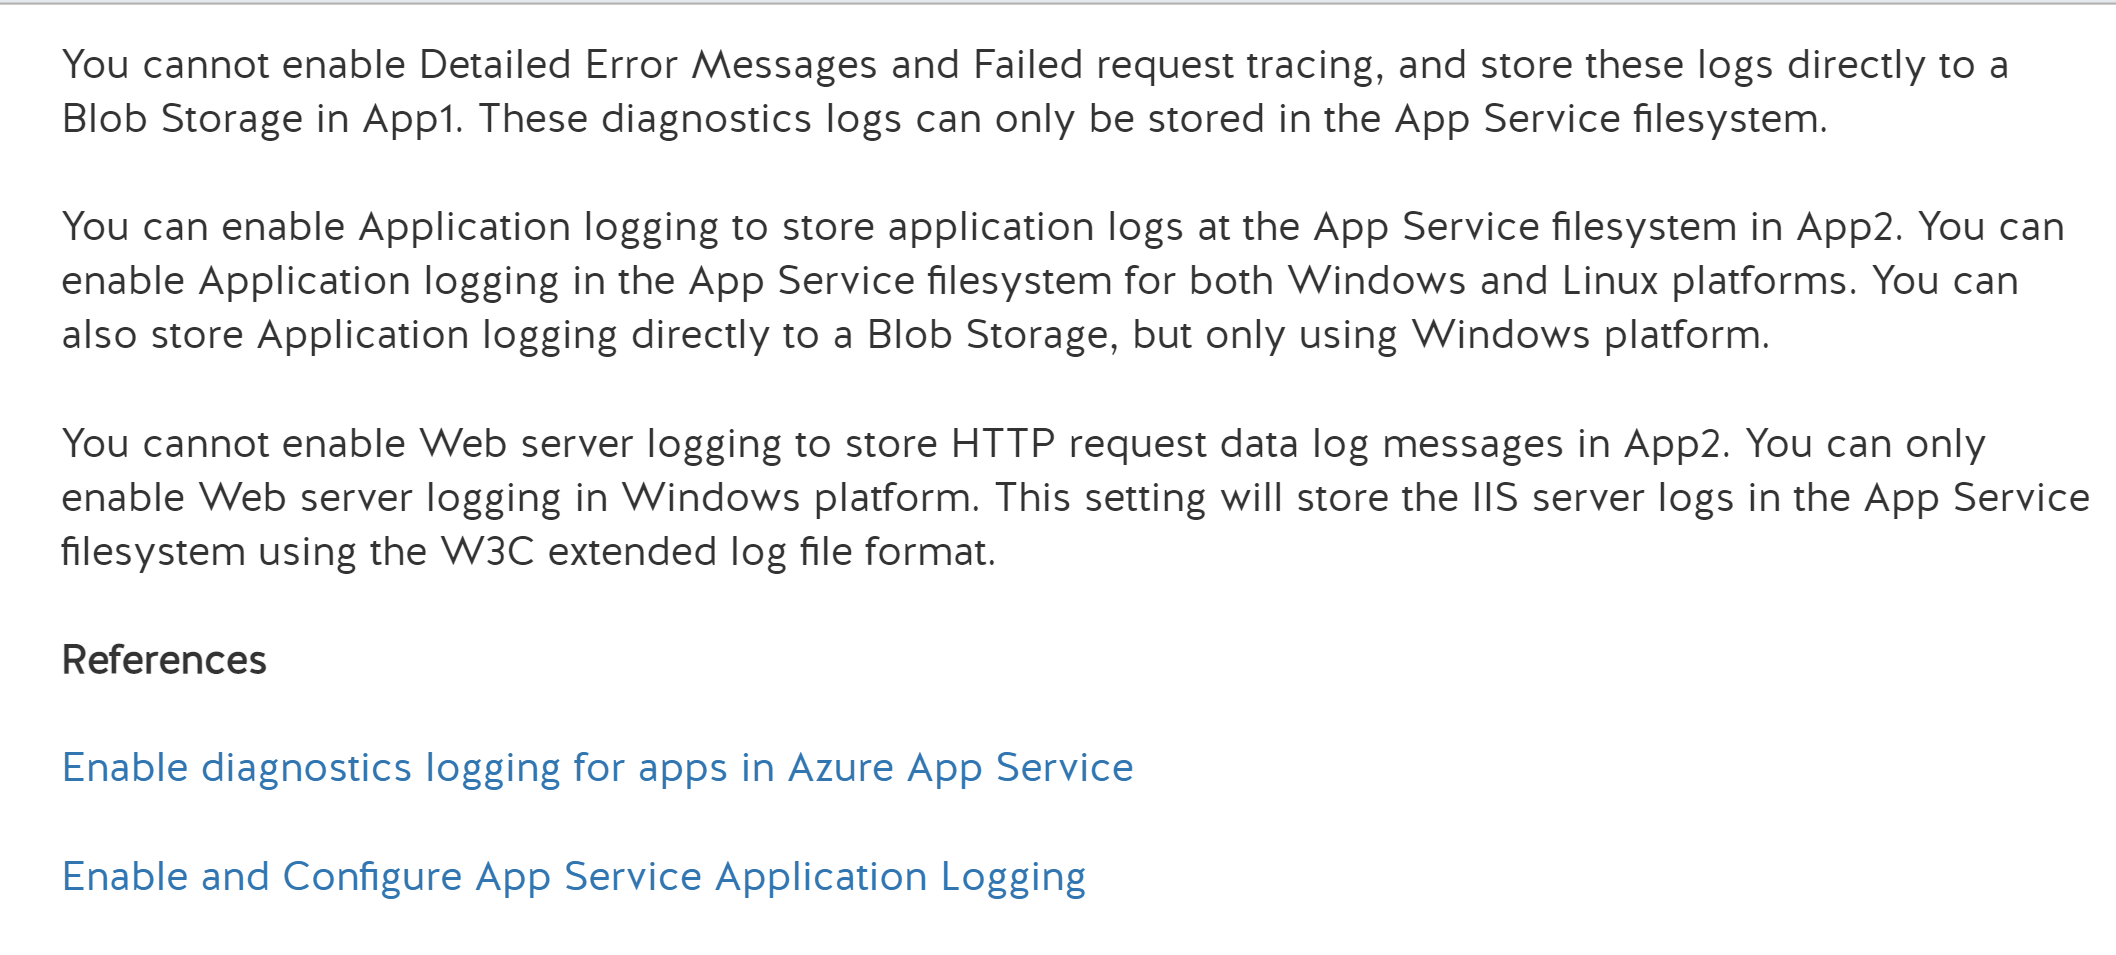 You cannot enable Detailed Error Messages and Failed request tracing, and store these logs directly to a
Blob Storage in App1. These diagnostics logs can only be stored in the App Service filesystem.
You can enable Application logging to store application logs at the App Service filesystem in App2. You can
enable Application logging in the App Service filesystem for both Windows and Linux platforms. You can
also store Application logging directly to a Blob Storage, but only using Windows platform.
You cannot enable Web server logging to store HTTP request data log messages in App2. You can only
enable Web server logging in Windows platform. This setting will store the IIS server logs in the App Service
filesystem using the W3C extended log file format.
References
Enable diagnostics logging for apps in Azure App Service
Enable and Configure App Service Application Logging